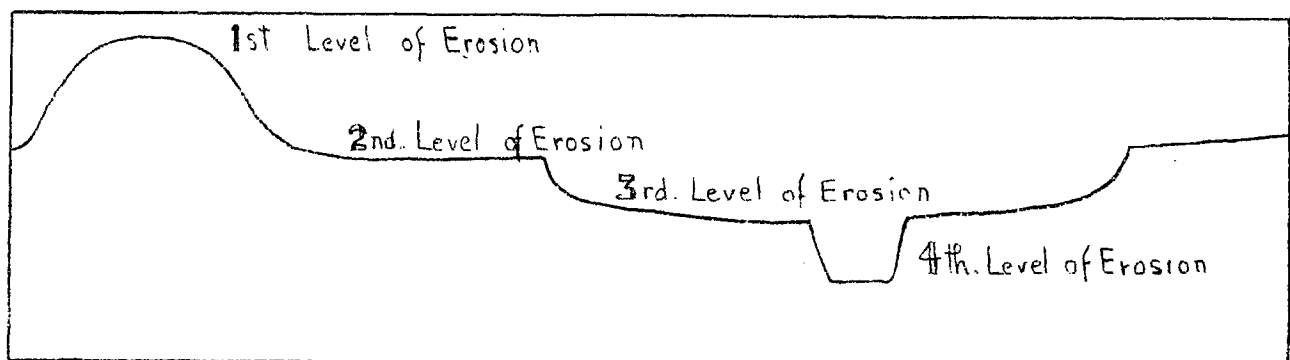 1st Level of Erosion
2nd. Level of Erosion
3rd. Level of Erosion
4th. Level of Erosion